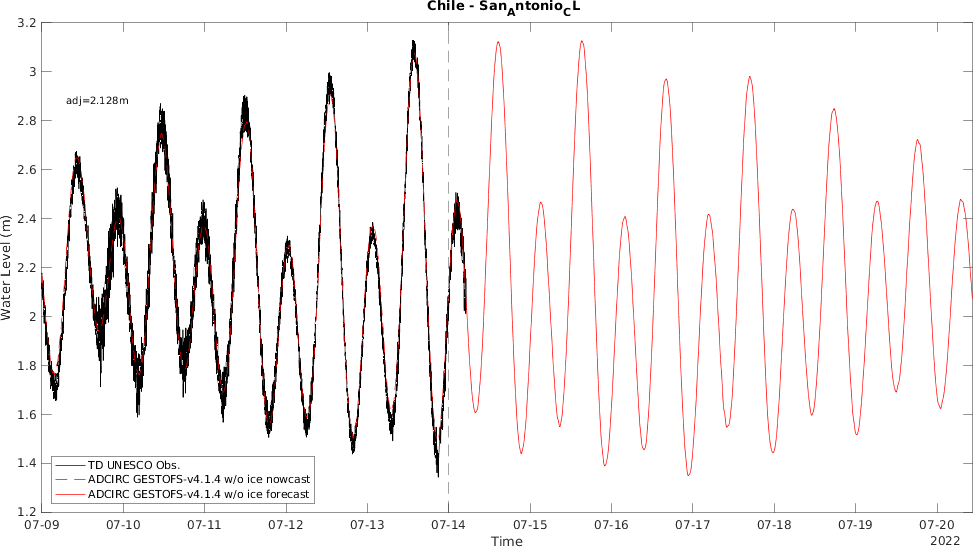 Chile - SanAntonioCL
3.2
3
2.8
2.6
2.4
2.2
2
1.8
1.6
1.4
1.2
Water Level (m)
adj=2.128m
TD UNESCO Obs.
ADCIRC GESTOFS-v4.1.4 w/o ice nowcast
ADCIRC GESTOFS-v4.1.4 w/o ice forecast
07-09 07-10 07-11 07-12 07-13 07-14 07-15 07-16 07-17 07-18 07-19 07-20
Time
2022